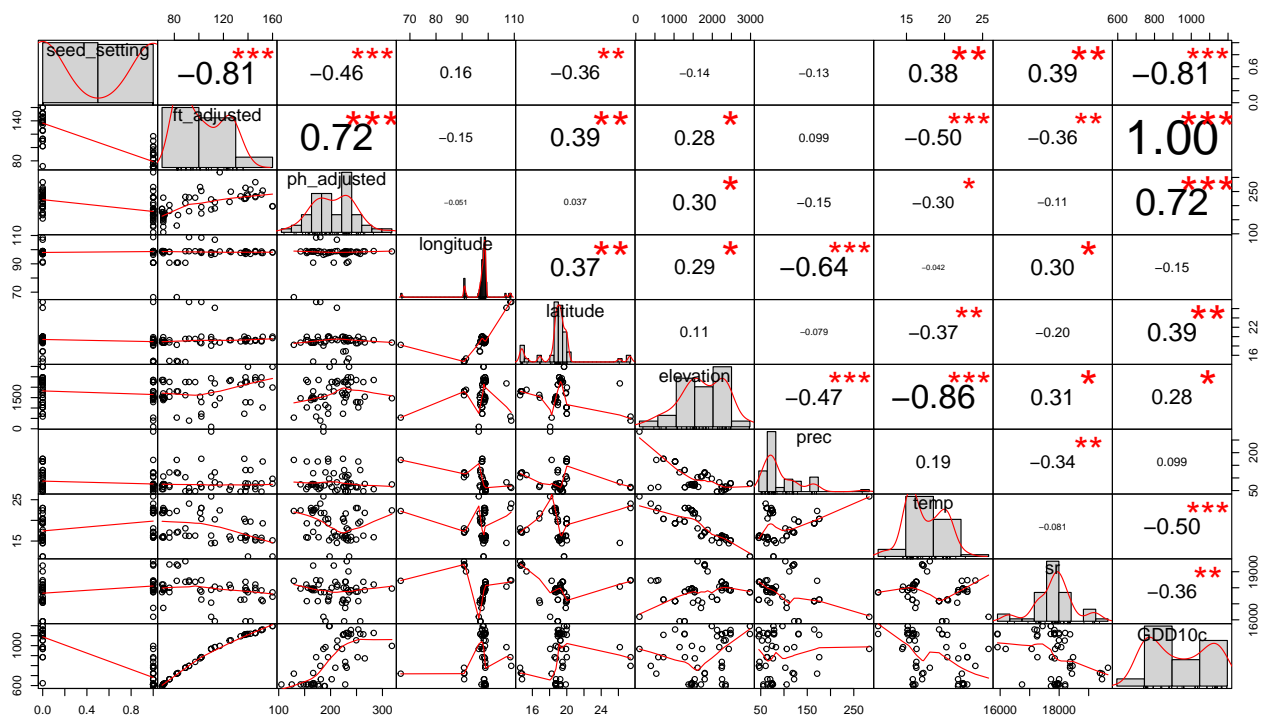 80 120 160 70 90 110 0 1000 2000 3000 15 20 25 600 800 1000
seed_setting *** −0.81 *** −0.46 0.16 ** −0.36 −0.14 −0.13 ** 0.38 ** 0.39 *** −0.81 0.0 0.6
80 140 ft_adjusted *** 0.72 −0.15 ** 0.39 * 0.28 0.099 *** −0.50 ** −0.36 *** 1.00
ph_adjusted −0.051 0.037 * 0.30 −0.15 * −0.30 −0.11 *** 0.72 100 250
70 90 110 longitude ** 0.37 * 0.29 *** −0.64 −0.042 * 0.30 −0.15
latitude 0.11 −0.079 ** −0.37 −0.20 ** 0.39 16 22
0 1500 elevation *** −0.47 *** −0.86 * 0.31 * 0.28
prec 0.19 ** −0.34 0.099 50 200
15 25 temp −0.081 *** −0.50
** −0.36 16000 19000
600 1000 GDD10c
0.0 0.4 0.8 100 200 300 16 20 24 50 150 250 16000 18000